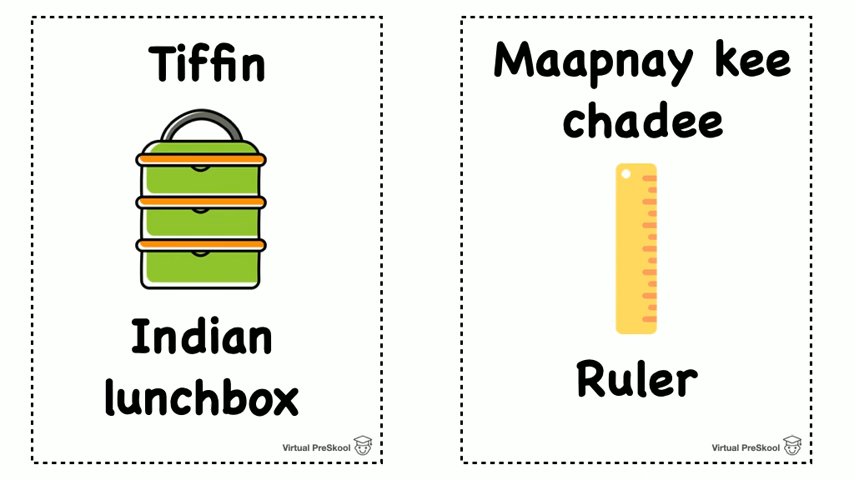 Tiffin
Indian
lunchbox
Virtual PreSkool
Maapnay kee
chadee
Ruler
Virtual PreSkool